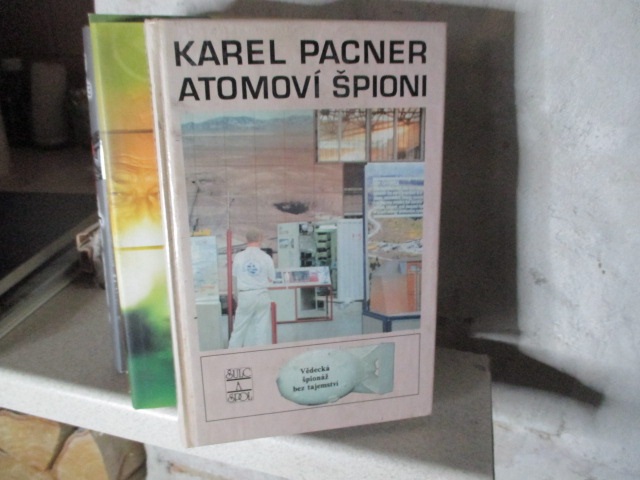 KAREL PACNER
ATOMOVÍ ŠPIONI
Vědecká
špionáž
bez tajemství